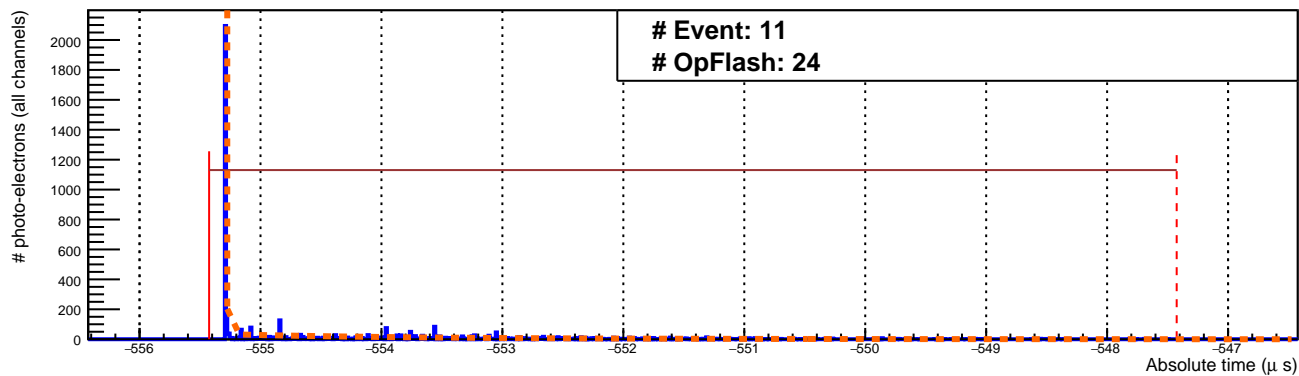 # Event: 11
# OpFlash: 24
# photo-electrons (all channels)
2000
1800
1600
1400
1200
1000
800
600
400
200
0
−556 −555 −554 −553 −552 −551 −550 −549 −548 −547
Absolute time (μ s)